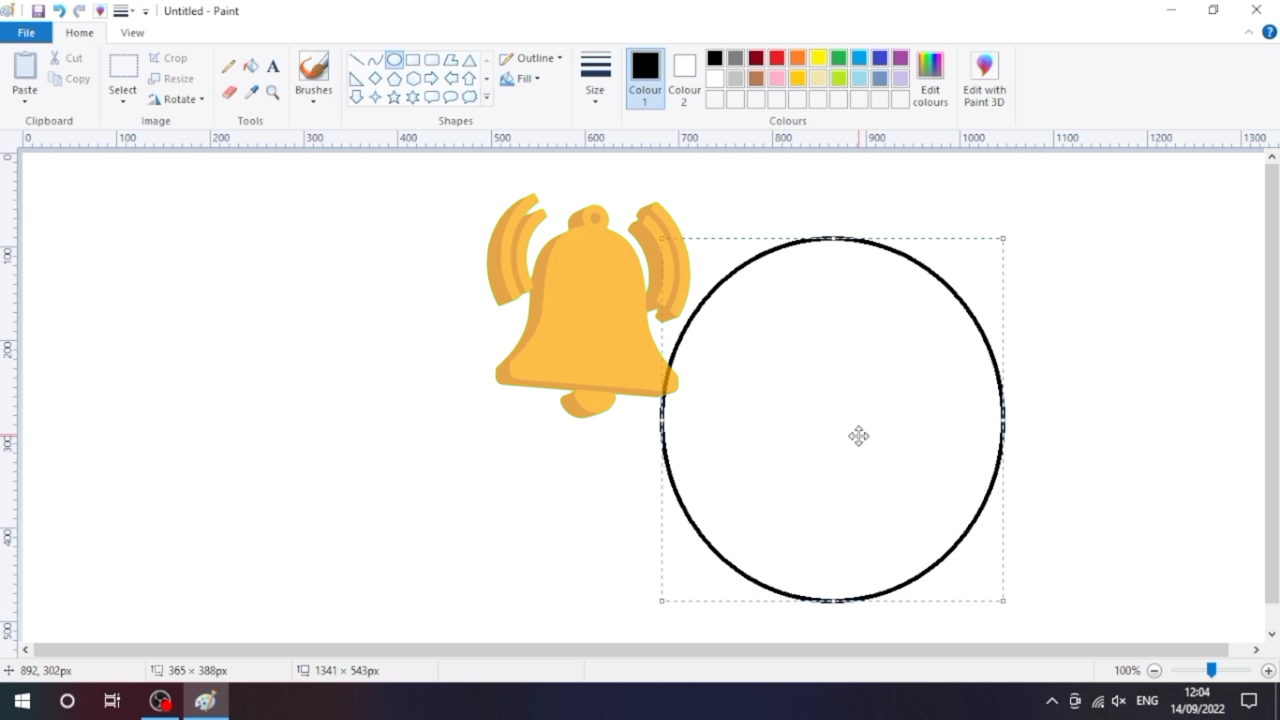 Untitled - Paint
File Home View
Paste
Cut
Copy
Clipboard
Select
Crop
Resize
Rotate
Image
Tools
Brushes
Outline
Fill
Shapes
Size
Colour 1
Colour 2
Edit colours
Colours
Edit with Paint 3D
0 100 200 300 400 500 600 700 800 900 1000 1100 1200 1300
0
100
200
300
400
500
892, 302px 365 × 388px 1341 × 543px 100%
ENG
12:04
14/09/2022